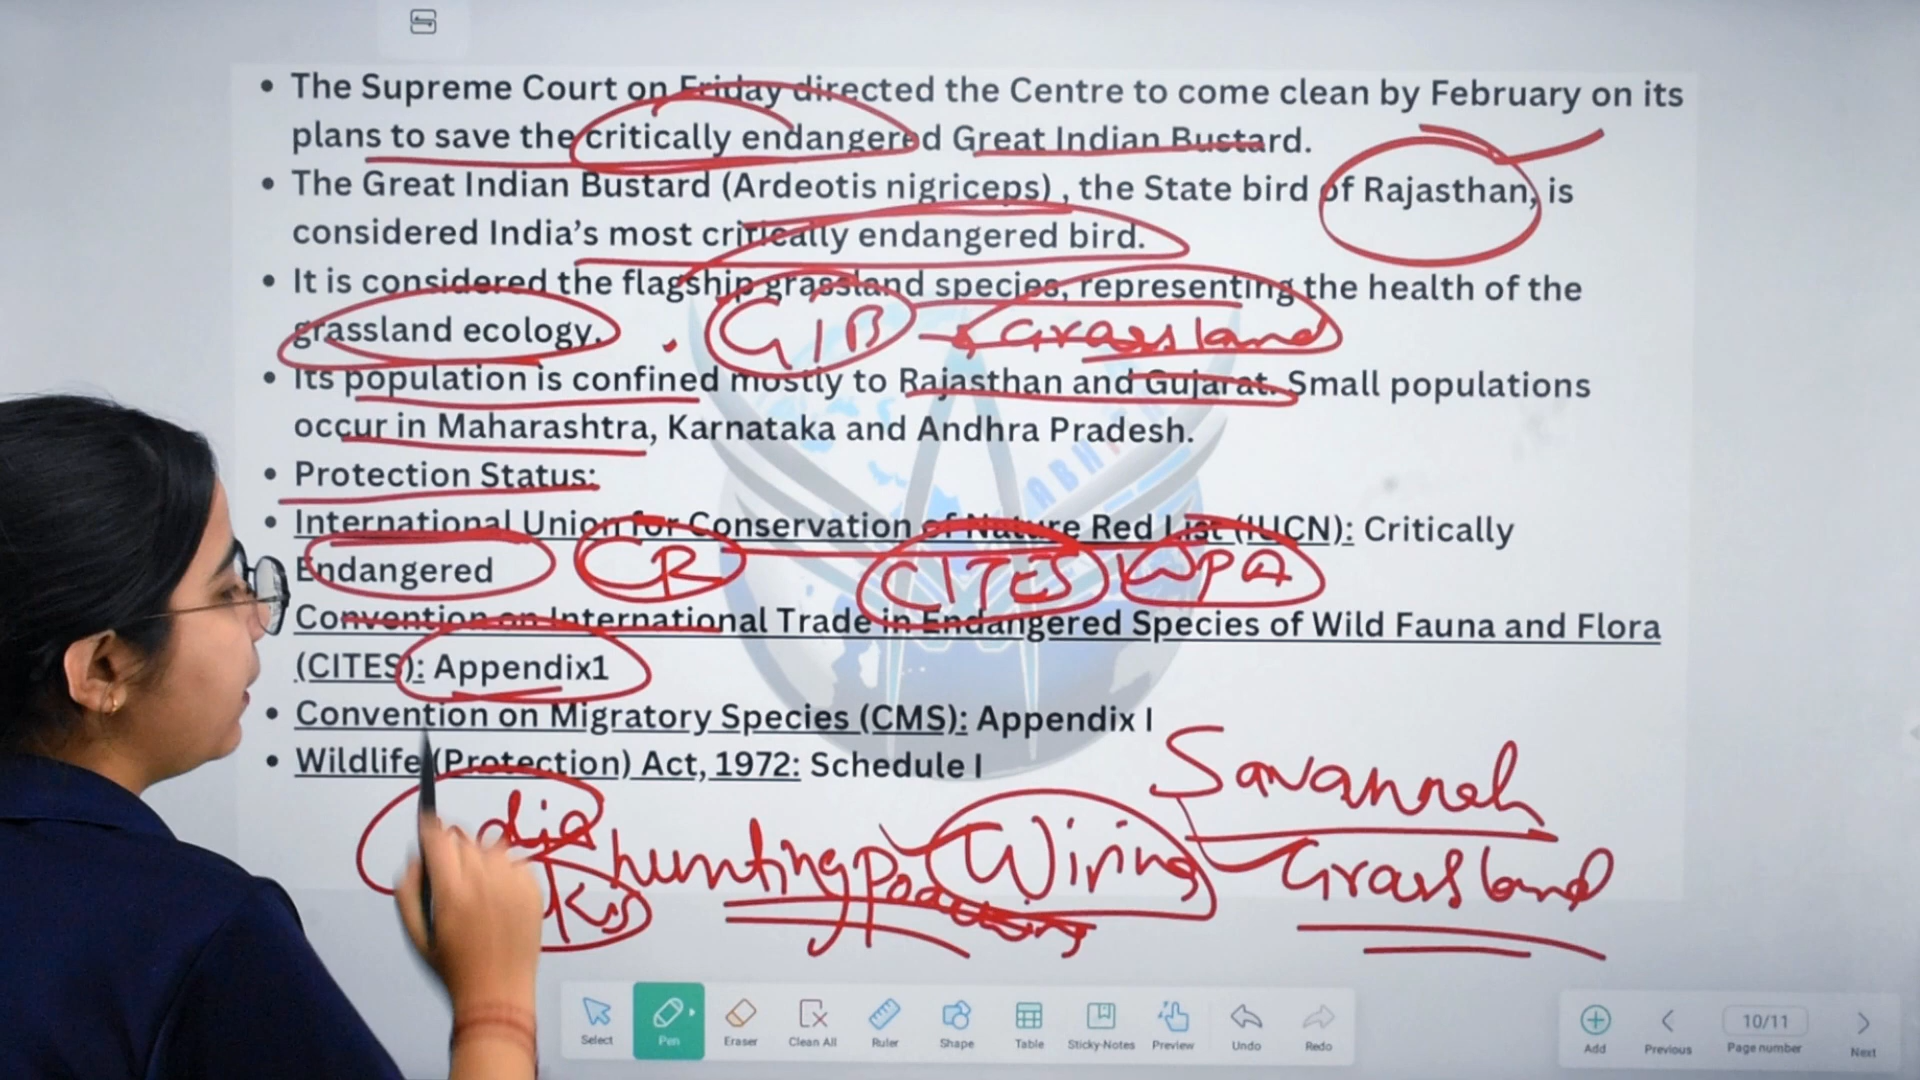 • The Supreme Court on Friday directed the Centre to come clean by February on its
plans to save the critically endangered Great Indian Bustard.
• The Great Indian Bustard (Ardeotis nigriceps) , the State bird of Rajasthan, is
considered India's most critically endangered bird.
• It is considered the flagship grassland species, representing the health of the
grassland ecology.
GIB → Grassland
• Its population is confined mostly to Rajasthan and Gujarat. Small populations
occur in Maharashtra, Karnataka and Andhra Pradesh.
• Protection Status:
• International Union for Conservation of Nature Red List (IUCN): Critically
Endangered
CR CITES WPA
Convention on International Trade in Endangered Species of Wild Fauna and Flora
(CITES): Appendix1
• Convention on Migratory Species (CMS): Appendix I
• Wildlife (Protection) Act, 1972: Schedule I
Savannah
hunting Wiring Grassland
ABHI
Select Pen Eraser Clean All Ruler Shape Table Sticky-Notes Preview Undo Redo
Add Previous 10/11 Page number Next